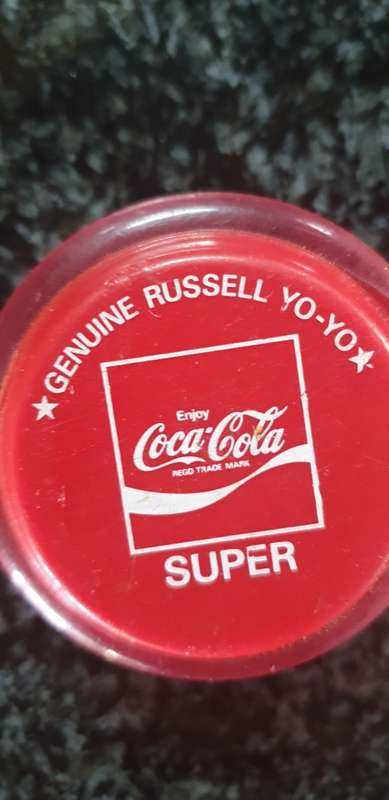 ★GENUINE RUSSELL YO-YO★
Enjoy
Coca-Cola
REGD TRADE MARK
SUPER